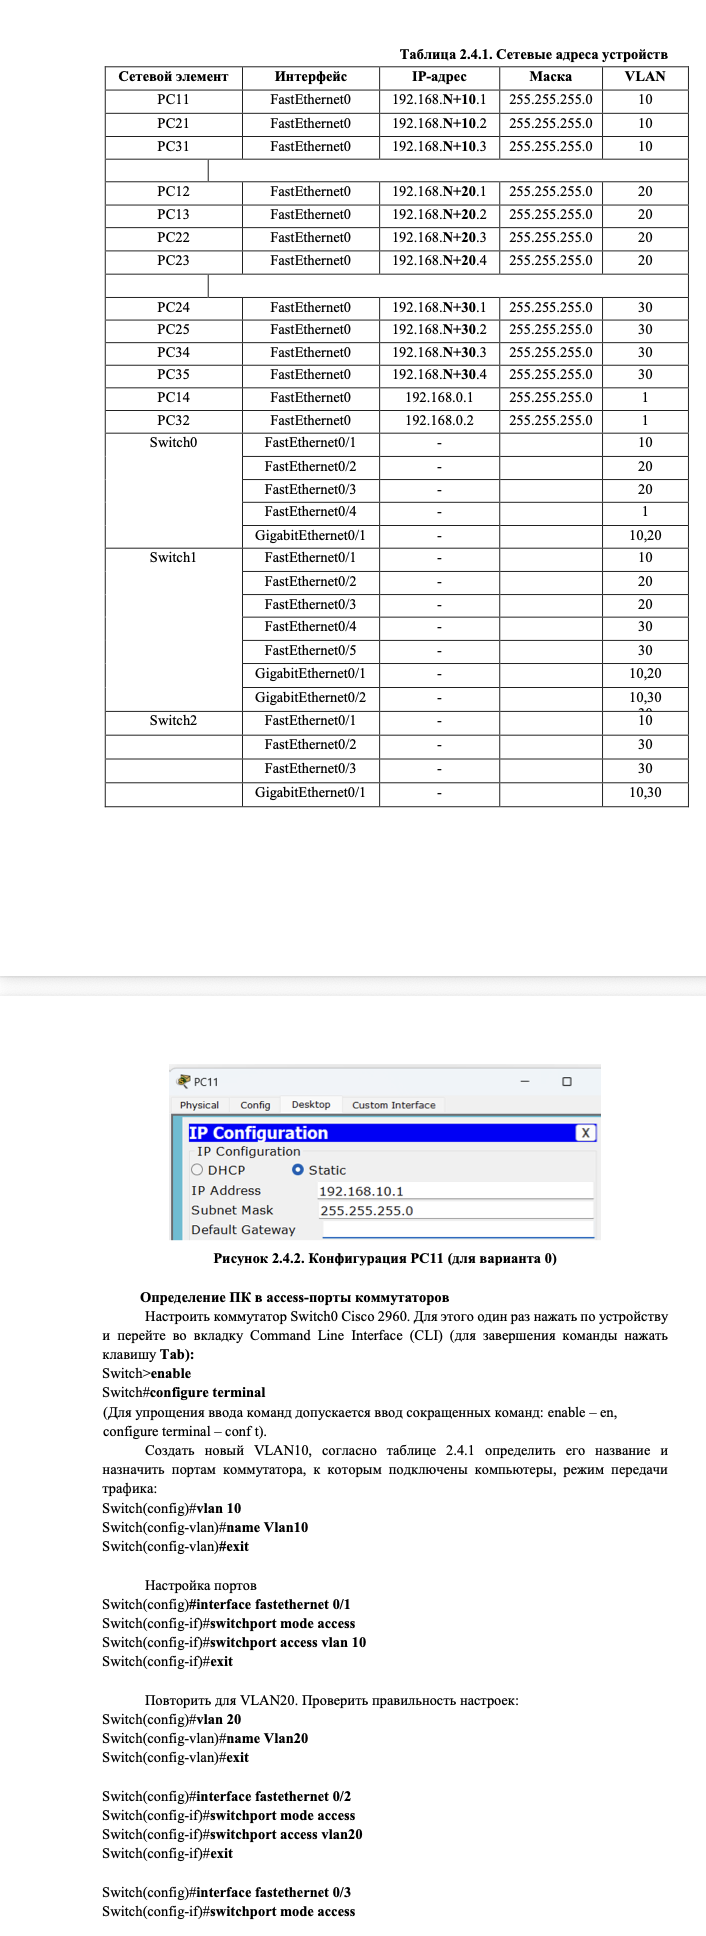 Таблица 2.4.1. Сетевые адреса устройств
Сетевой элемент Интерфейс IP-адрес Маска VLAN
PC11 FastEthernet0 192.168.N+10.1 255.255.255.0 10
PC21 FastEthernet0 192.168.N+10.2 255.255.255.0 10
PC31 FastEthernet0 192.168.N+10.3 255.255.255.0 10
PC12 FastEthernet0 192.168.N+20.1 255.255.255.0 20
PC13 FastEthernet0 192.168.N+20.2 255.255.255.0 20
PC22 FastEthernet0 192.168.N+20.3 255.255.255.0 20
PC23 FastEthernet0 192.168.N+20.4 255.255.255.0 20
PC24 FastEthernet0 192.168.N+30.1 255.255.255.0 30
PC25 FastEthernet0 192.168.N+30.2 255.255.255.0 30
PC34 FastEthernet0 192.168.N+30.3 255.255.255.0 30
PC35 FastEthernet0 192.168.N+30.4 255.255.255.0 30
PC14 FastEthernet0 192.168.0.1 255.255.255.0 1
PC32 FastEthernet0 192.168.0.2 255.255.255.0 1
Switch0 FastEthernet0/1 - 10
FastEthernet0/2 - 20
FastEthernet0/3 - 20
FastEthernet0/4 - 1
GigabitEthernet0/1 - 10,20
Switch1 FastEthernet0/1 - 10
FastEthernet0/2 - 20
FastEthernet0/3 - 20
FastEthernet0/4 - 30
FastEthernet0/5 - 30
GigabitEthernet0/1 - 10,20
GigabitEthernet0/2 - 10,30
Switch2 FastEthernet0/1 - 10
FastEthernet0/2 - 30
FastEthernet0/3 - 30
GigabitEthernet0/1 - 10,30
PC11
Physical Config Desktop Custom Interface
IP Configuration X
IP Configuration
DHCP Static
IP Address 192.168.10.1
Subnet Mask 255.255.255.0
Default Gateway
Рисунок 2.4.2. Конфигурация PC11 (для варианта 0)
Определение ПК в access-порты коммутаторов
Настроить коммутатор Switch0 Cisco 2960. Для этого один раз нажать по устройству
и перейте во вкладку Command Line Interface (CLI) (для завершения команды нажать
клавишу Tab):
Switch>enable
Switch#configure terminal
(Для упрощения ввода команд допускается ввод сокращенных команд: enable – en,
configure terminal – conf t).
Создать новый VLAN10, согласно таблице 2.4.1 определить его название и
назначить портам коммутатора, к которым подключены компьютеры, режим передачи
трафика:
Switch(config)#vlan 10
Switch(config-vlan)#name Vlan10
Switch(config-vlan)#exit
Настройка портов
Switch(config)#interface fastethernet 0/1
Switch(config-if)#switchport mode access
Switch(config-if)#switchport access vlan 10
Switch(config-if)#exit
Повторить для VLAN20. Проверить правильность настроек:
Switch(config)#vlan 20
Switch(config-vlan)#name Vlan20
Switch(config-vlan)#exit
Switch(config)#interface fastethernet 0/2
Switch(config-if)#switchport mode access
Switch(config-if)#switchport access vlan20
Switch(config-if)#exit
Switch(config)#interface fastethernet 0/3
Switch(config-if)#switchport mode access